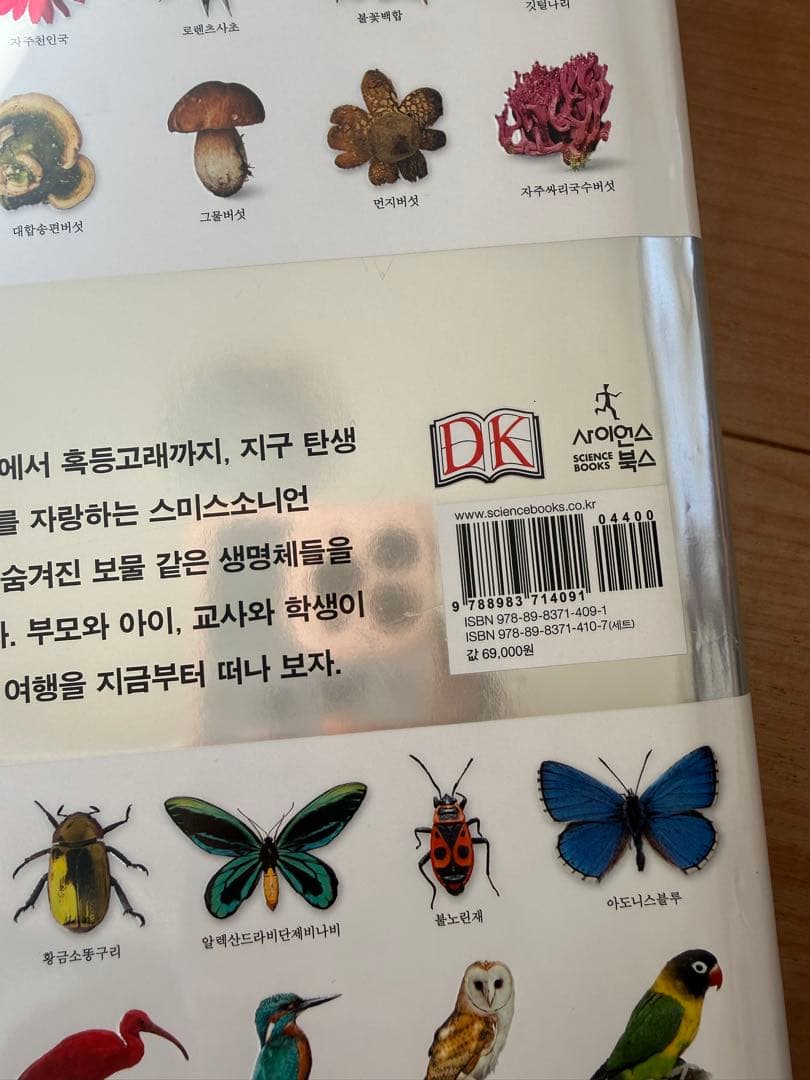 자주천인국
로렌츠사초
불꽃백합
깃털나리
대합송편버섯
그물버섯
먼지버섯
자주싸리국수버섯
에서 혹등고래까지, 지구 탄생
를 자랑하는 스미스소니언
숨겨진 보물 같은 생명체들을
. 부모와 아이, 교사와 학생이
여행을 지금부터 떠나 보자.
DK
사이언스
SCIENCE
BOOKS 북스
www.sciencebooks.co.kr
04400
9 788983 714091
ISBN 978-89-8371-409-1
ISBN 978-89-8371-410-7(세트)
값 69,000원
황금소똥구리
알렉산드라비단제비나비
불노린재
아도니스블루